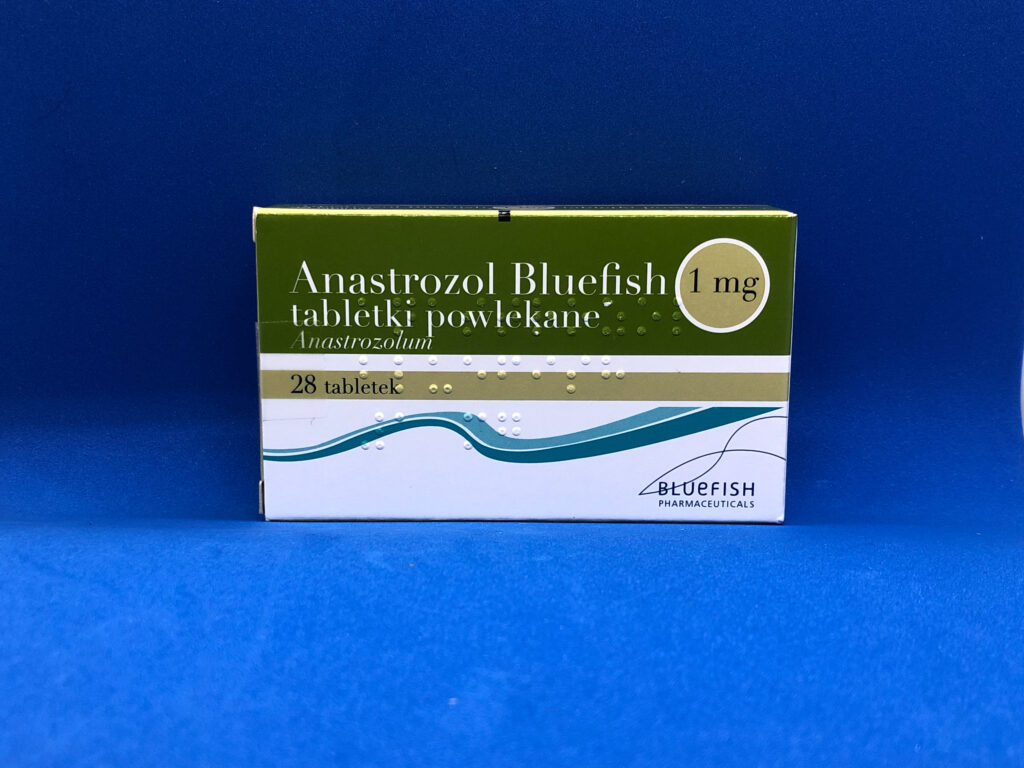 Anastrozol Bluefish 1 mg
tabletki powlekane
Anastrozolum
28 tabletek
BLUeFISH
PHARMACEUTICALS